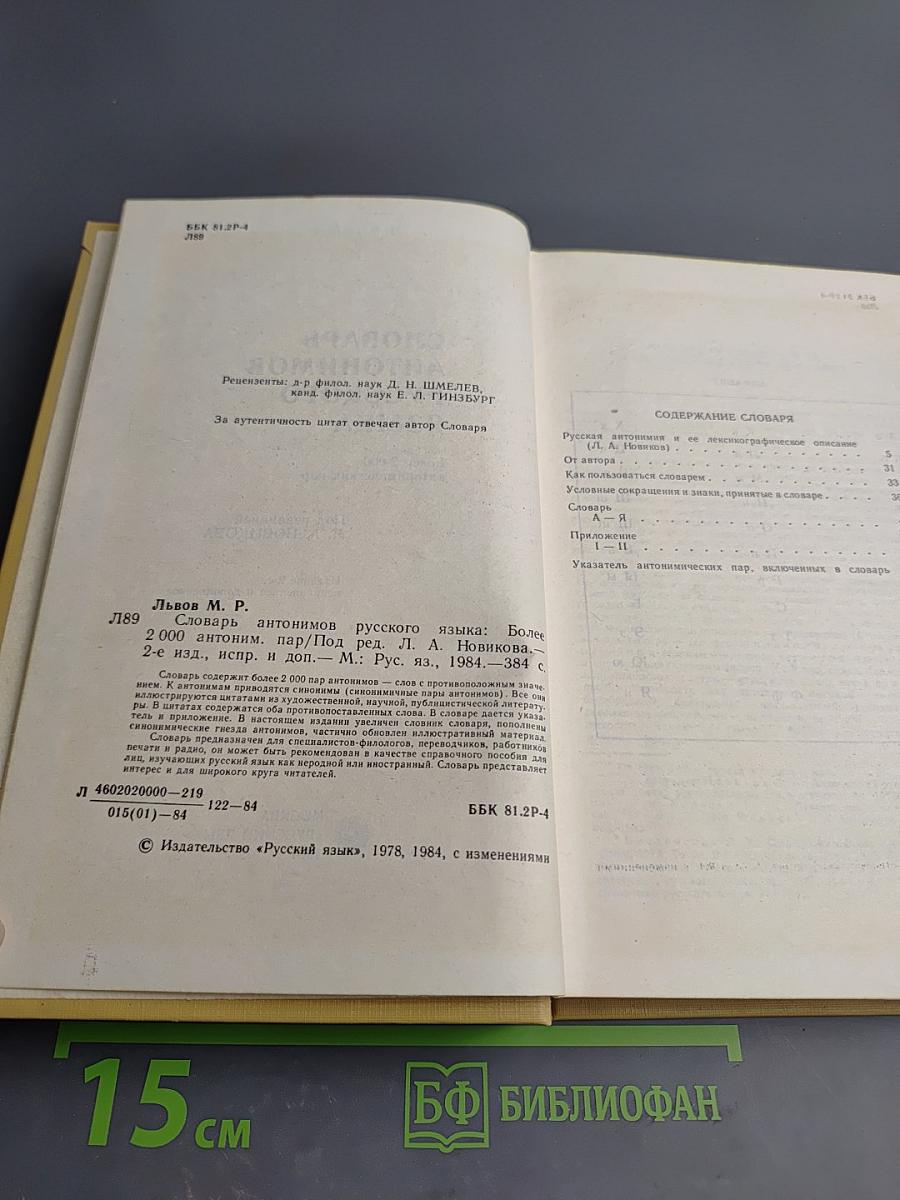 ББК 81.2Р-4
Л89
Рецензенты: д-р филол. наук Д. Н. ШМЕЛЕВ,
канд. филол. наук Е. Л. ГИНЗБУРГ
За аутентичность цитат отвечает автор Словаря
Львов М. Р.
Л89 Словарь антонимов русского языка: Более
2 000 антоним. пар/Под ред. Л. А. Новикова.—
2-е изд., испр. и доп.— М.: Рус. яз., 1984.—384 с.
Словарь содержит более 2 000 пар антонимов — слов с противоположным значе-
нием. К антонимам приводятся синонимы (синонимичные пары антонимов). Все они
иллюстрируются цитатами из художественной, научной, публицистической литерату-
ры. В цитатах содержатся оба противопоставленных слова. В словаре дается указа-
тель и приложение. В настоящем издании увеличен словник словаря, пополнены
синонимические гнезда антонимов, частично обновлен иллюстративный материал.
Словарь предназначен для специалистов-филологов, переводчиков, работников
печати и радио, он может быть рекомендован в качестве справочного пособия для
лиц, изучающих русский язык как неродной или иностранный. Словарь представляет
интерес и для широкого круга читателей.
Л 4602020000—219
015(01)—84 122—84
ББК 81.2Р-4
© Издательство «Русский язык», 1978, 1984, с изменениями
СОДЕРЖАНИЕ СЛОВАРЯ
Русская антонимия и ее лексикографическое описание
(Л. А. Новиков) . . . . . . . . . . . . . 5
От автора . . . . . . . . . . . . . . . . 31
Как пользоваться словарем . . . . . . . . . . . 33
Условные сокращения и знаки, принятые в словаре . . . .
Словарь
А — Я . . . . . . . . . . . . . . .
Приложение
I — II . . . . . . . . . . . . . . .
Указатель антонимических пар, включенных в словарь
15 см
БФ БИБЛИОФАН